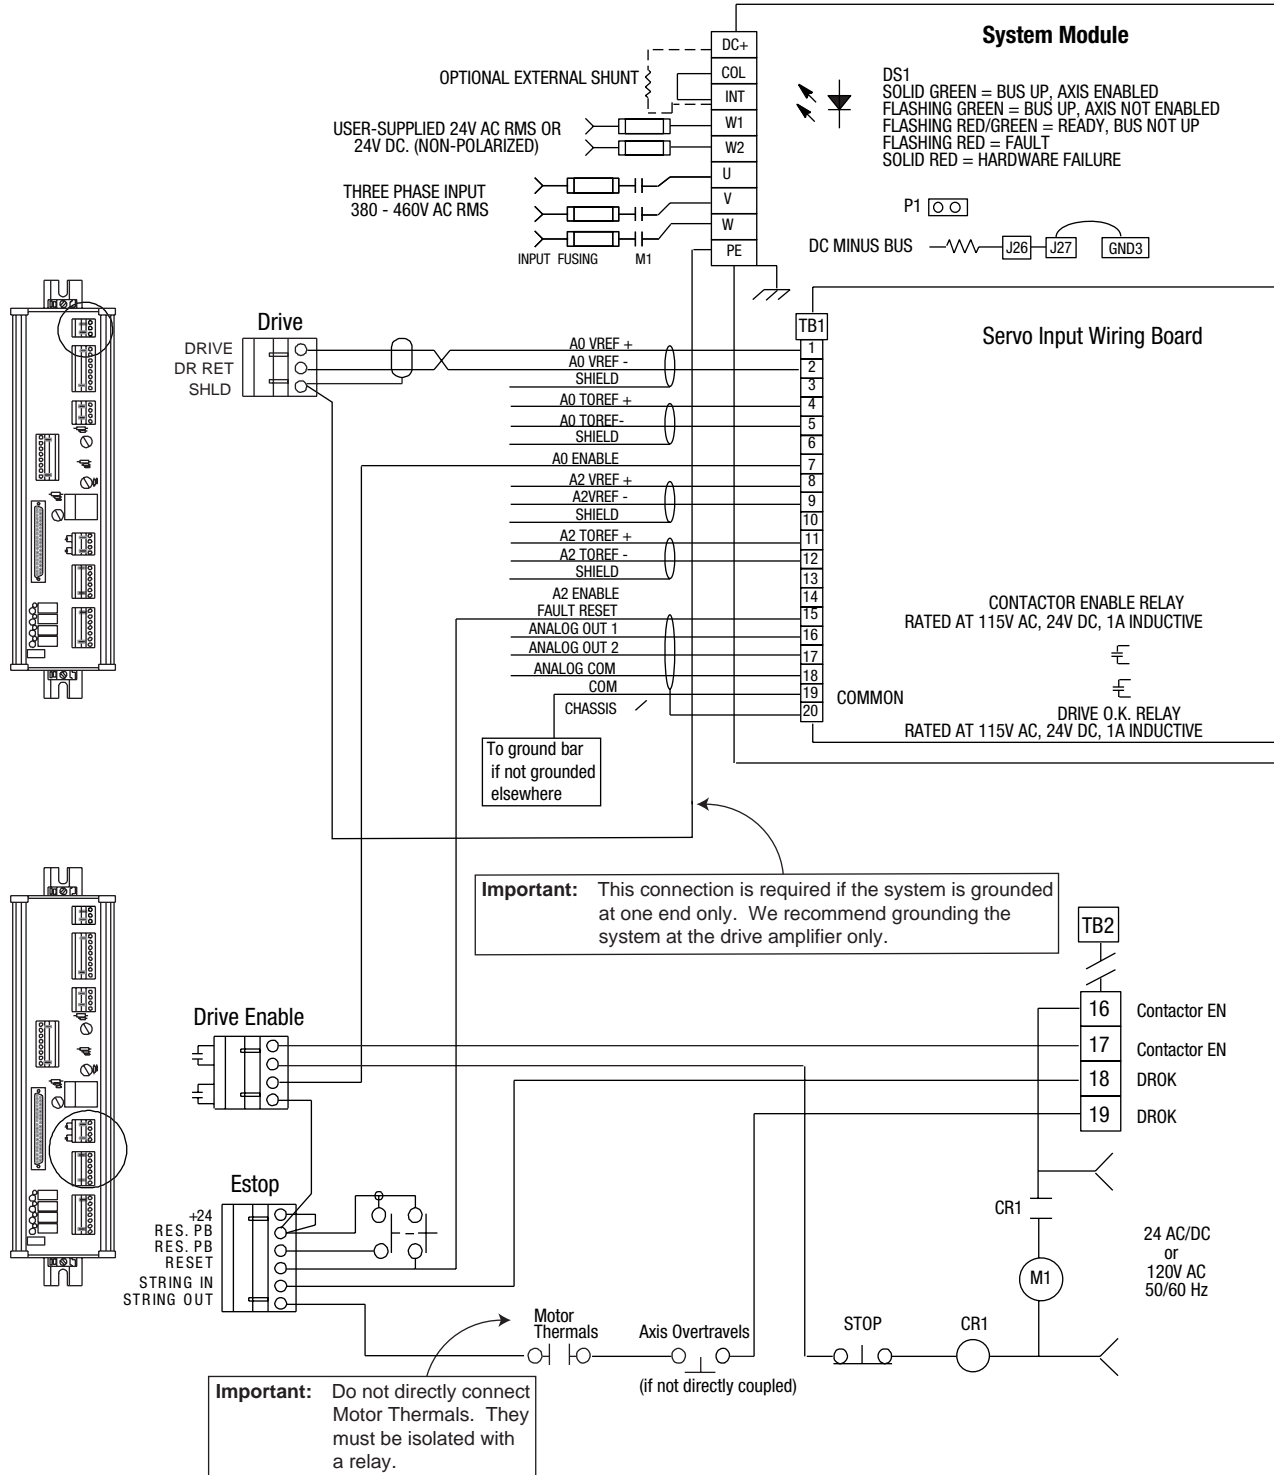 System Module
DC+
COL
INT
W1
W2
U
V
W
PE
OPTIONAL EXTERNAL SHUNT
USER-SUPPLIED 24V AC RMS OR
24V DC. (NON-POLARIZED)
THREE PHASE INPUT
380 - 460V AC RMS
INPUT FUSING
M1
DS1
SOLID GREEN = BUS UP, AXIS ENABLED
FLASHING GREEN = BUS UP, AXIS NOT ENABLED
FLASHING RED/GREEN = READY, BUS NOT UP
FLASHING RED = FAULT
SOLID RED = HARDWARE FAILURE
P1
DC MINUS BUS
J26
J27
GND3
Drive
DRIVE
DR RET
SHLD
TB1
Servo Input Wiring Board
A0 VREF +
1
A0 VREF -
2
SHIELD
3
A0 TOREF +
4
A0 TOREF-
5
SHIELD
6
A0 ENABLE
7
A2 VREF +
8
A2VREF -
9
SHIELD
10
A2 TOREF +
11
A2 TOREF -
12
SHIELD
13
A2 ENABLE
14
FAULT RESET
15
ANALOG OUT 1
16
ANALOG OUT 2
17
ANALOG COM
18
COM
19
COMMON
CHASSIS
20
CONTACTOR ENABLE RELAY
RATED AT 115V AC, 24V DC, 1A INDUCTIVE
DRIVE O.K. RELAY
RATED AT 115V AC, 24V DC, 1A INDUCTIVE
To ground bar
if not grounded
elsewhere
Important: This connection is required if the system is grounded
at one end only. We recommend grounding the
system at the drive amplifier only.
TB2
16 Contactor EN
17 Contactor EN
18 DROK
19 DROK
Drive Enable
Estop
+24
RES. PB
RES. PB
RESET
STRING IN
STRING OUT
Motor
Thermals
Axis Overtravels
(if not directly coupled)
STOP
CR1
CR1
M1
24 AC/DC
or
120V AC
50/60 Hz
Important: Do not directly connect
Motor Thermals. They
must be isolated with
a relay.